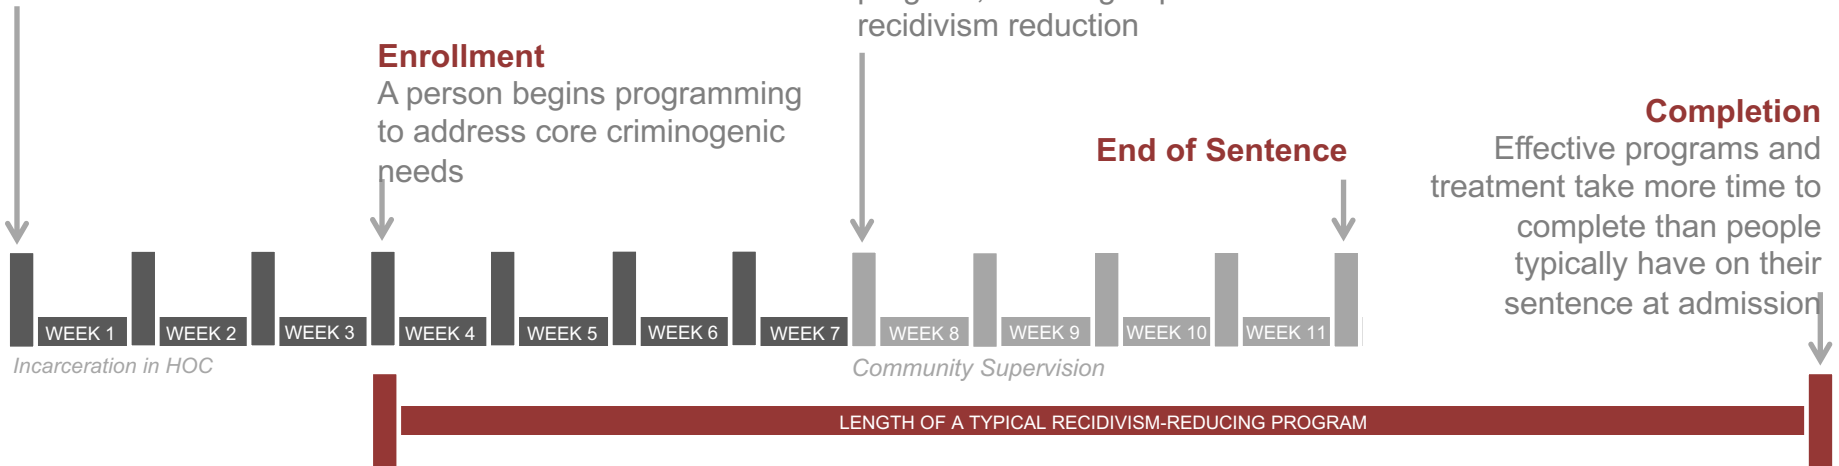 recidivism reduction
Enrollment
A person begins programming
to address core criminogenic
needs
End of Sentence
Completion
Effective programs and
treatment take more time to
complete than people
typically have on their
sentence at admission
WEEK 1
WEEK 2
WEEK 3
WEEK 4
WEEK 5
WEEK 6
WEEK 7
WEEK 8
WEEK 9
WEEK 10
WEEK 11
Incarceration in HOC
Community Supervision
LENGTH OF A TYPICAL RECIDIVISM-REDUCING PROGRAM